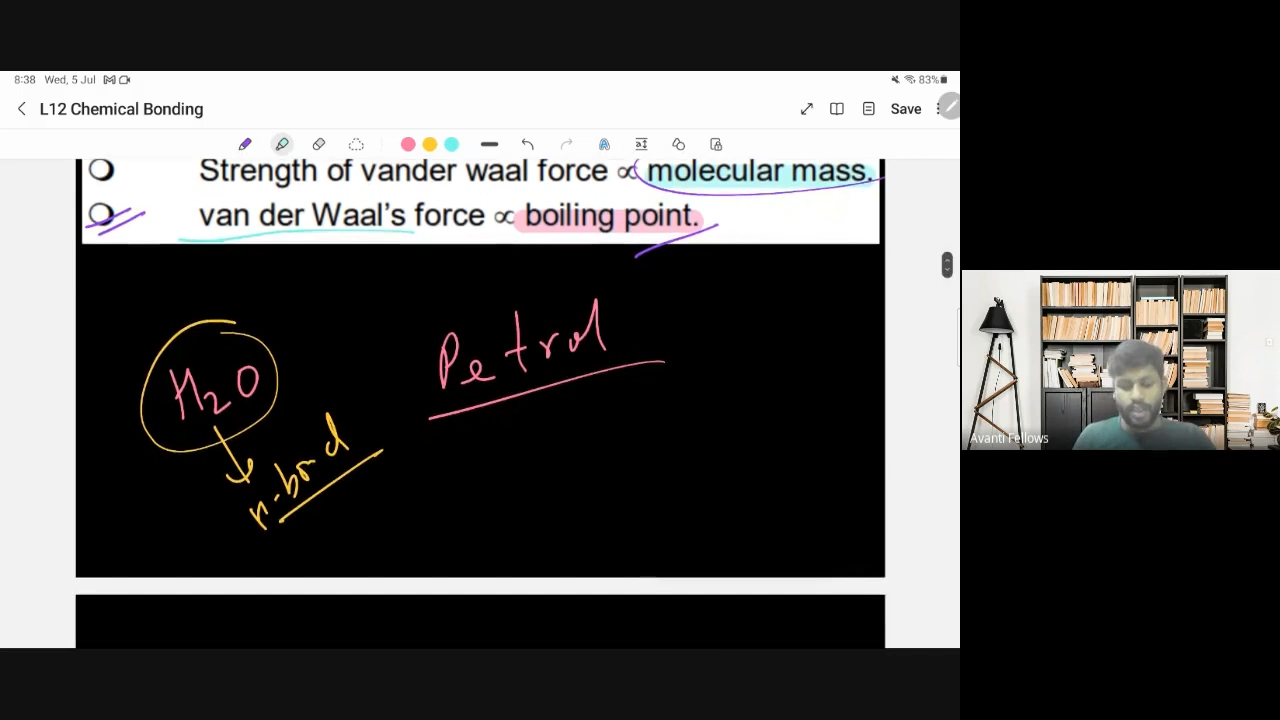 8:38 Wed, 5 Jul
83%
L12 Chemical Bonding
Save
Strength of vander waal force ∝ molecular mass.
van der Waal's force ∝ boiling point.
Petrol
H2O
H-bond
Avanti Fellows